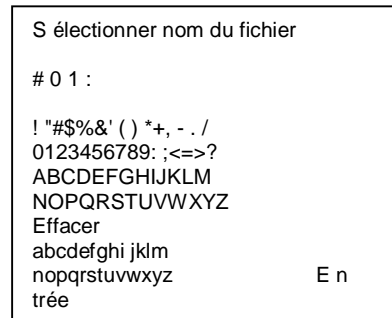 S électionner nom du fichier
# 0 1 :
! "#$%&' ( ) *+, - . /
0123456789: ;<=>?
ABCDEFGHIJKLM
NOPQRSTUVWXYZ
Effacer
abcdefghi jklm
nopqrstuvwxyz E n
trée